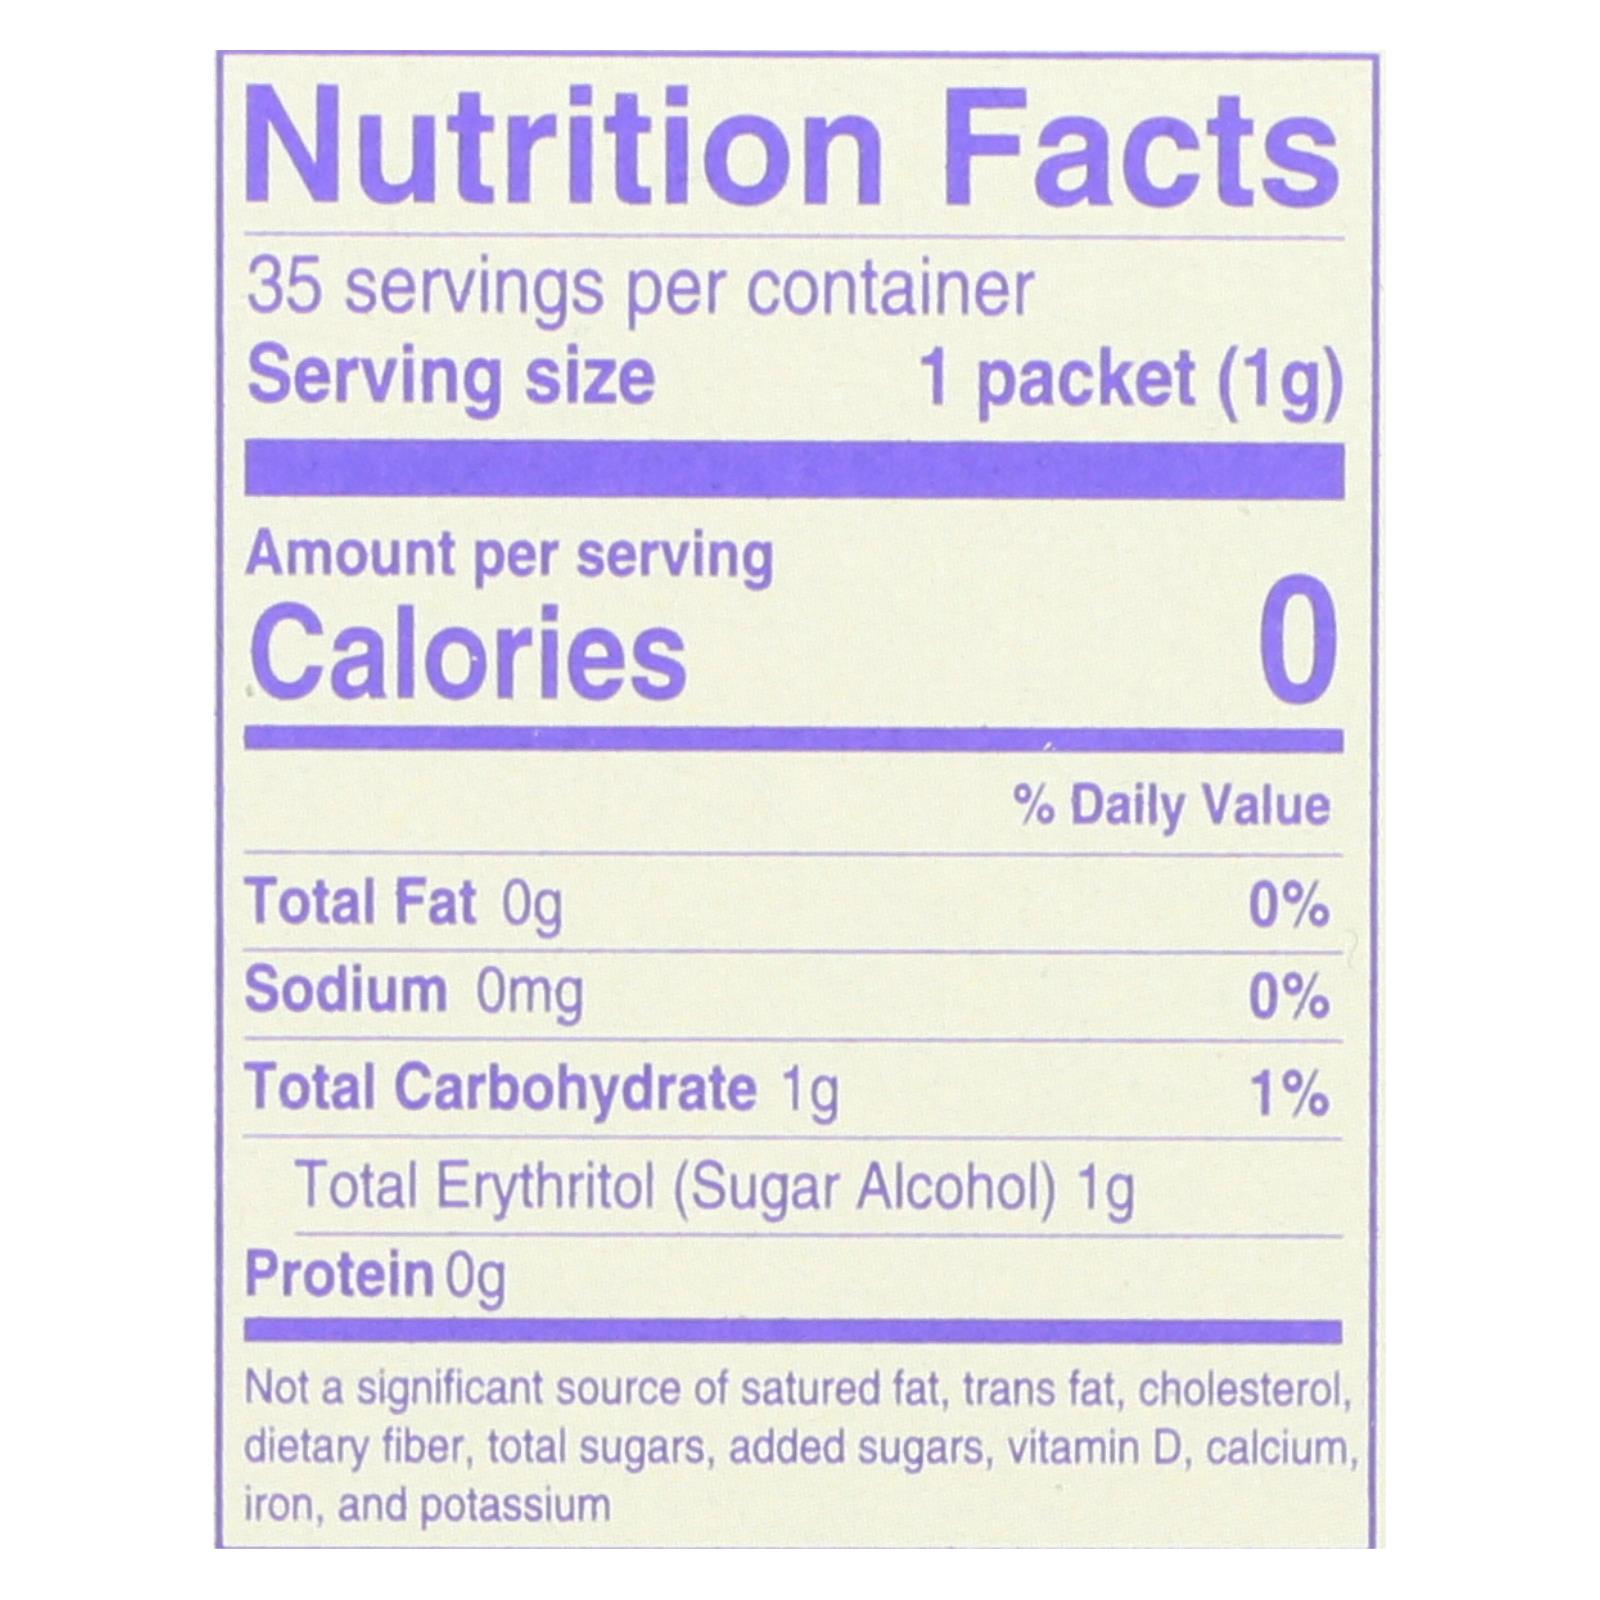 Nutrition Facts
35 servings per container
Serving size 1 packet (1g)
Amount per serving
Calories 0
% Daily Value
Total Fat 0g 0%
Sodium 0mg 0%
Total Carbohydrate 1g 1%
Total Erythritol (Sugar Alcohol) 1g
Protein 0g
Not a significant source of satured fat, trans fat, cholesterol,
dietary fiber, total sugars, added sugars, vitamin D, calcium,
iron, and potassium